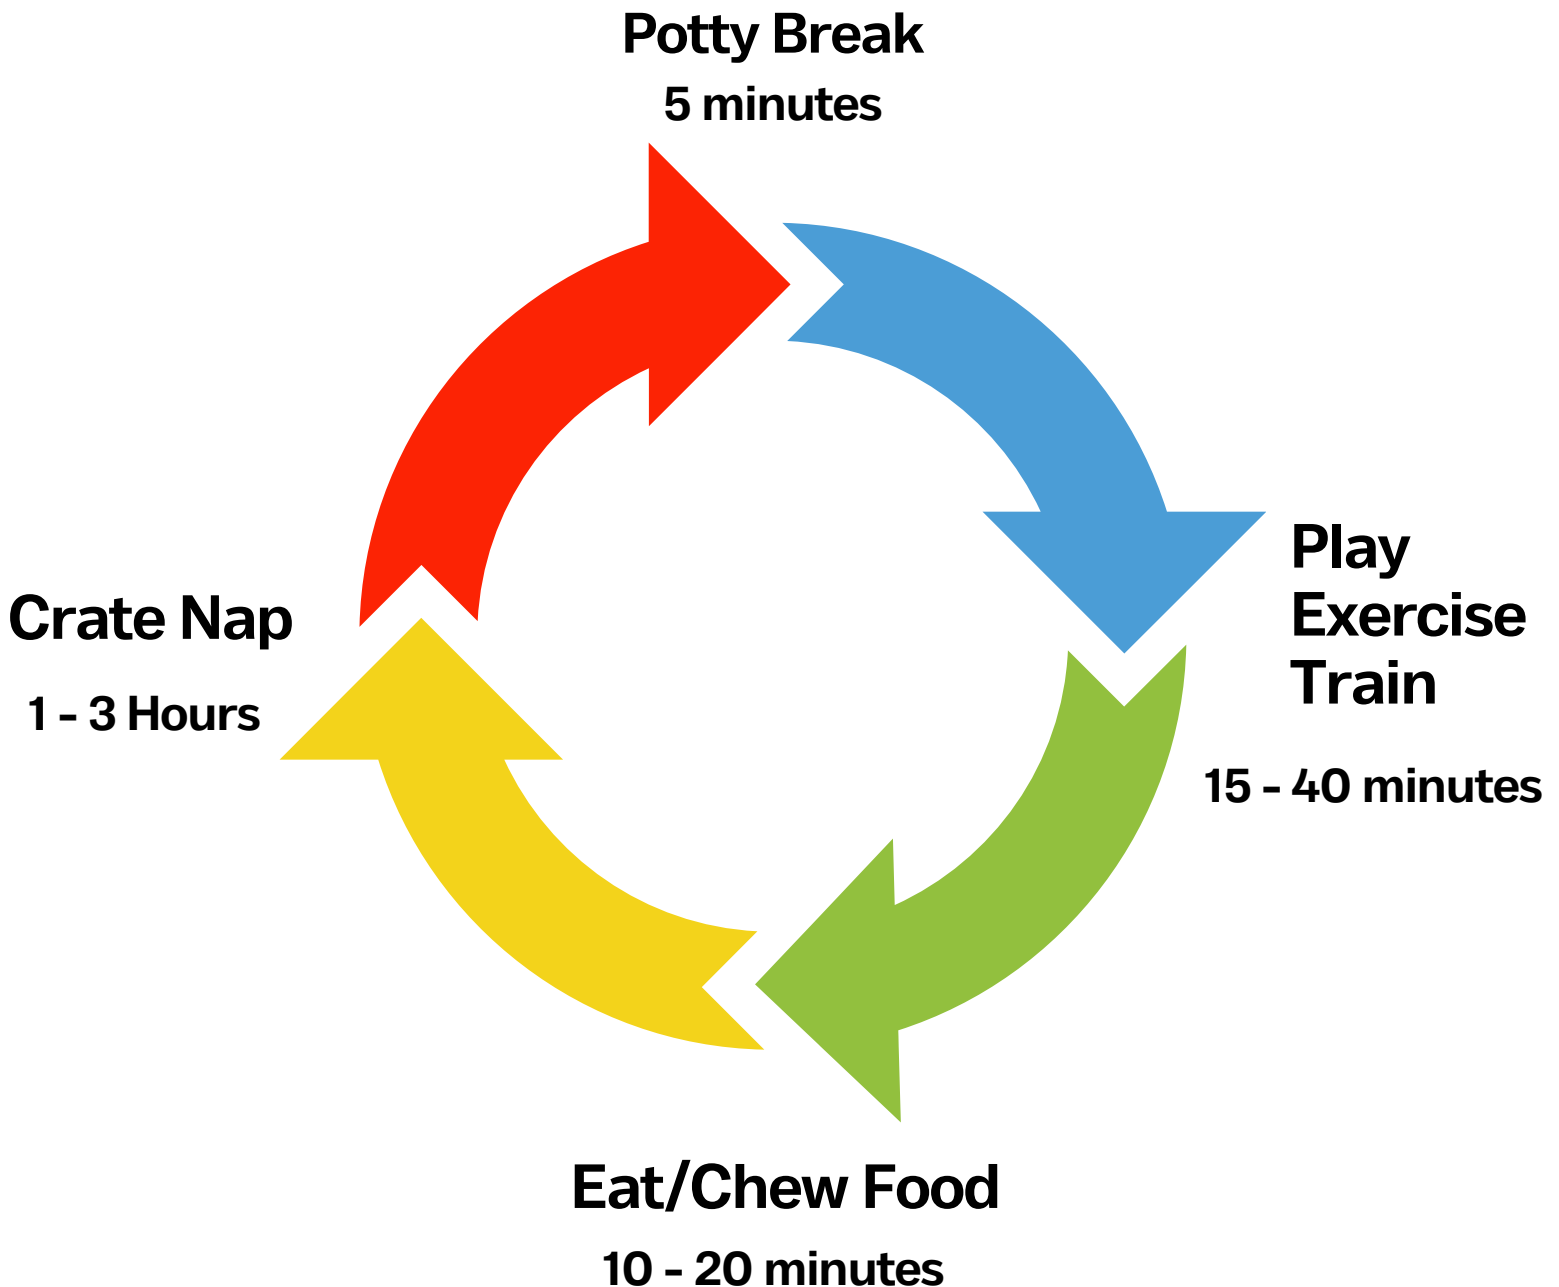 Potty Break
5 minutes
Play
Exercise
Train
15 - 40 minutes
Eat/Chew Food
10 - 20 minutes
Crate Nap
1 - 3 Hours